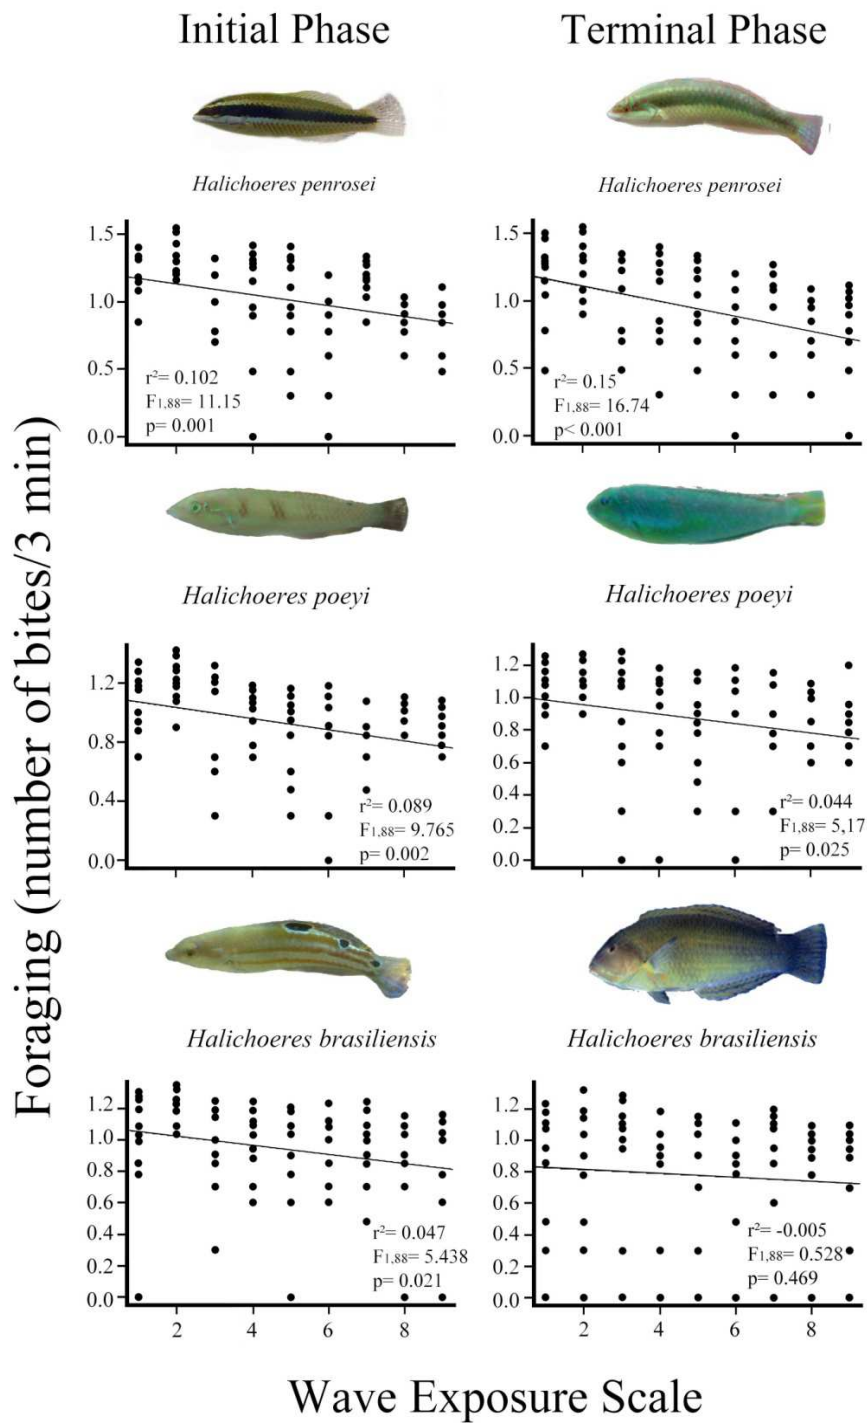 Initial Phase
Terminal Phase
Halichoeres penrosei
Halichoeres penrosei
Foraging (number of bites/3 min)
1.5
1.0
0.5
0.0
r²= 0.102
F1,88= 11.15
p= 0.001
1.5
1.0
0.5
0.0
r²= 0.15
F1,88= 16.74
p< 0.001
Halichoeres poeyi
Halichoeres poeyi
1.2
0.8
0.4
0.0
r²= 0.089
F1,88= 9.765
p= 0.002
1.2
1.0
0.8
0.6
0.4
0.2
0.0
r²= 0.044
F1,88= 5,17
p= 0.025
Halichoeres brasiliensis
Halichoeres brasiliensis
1.2
1.0
0.8
0.6
0.4
0.2
0.0
r²= 0.047
F1,88= 5.438
p= 0.021
2 4 6 8
1.2
1.0
0.8
0.6
0.4
0.2
0.0
r²= -0.005
F1,88= 0.528
p= 0.469
2 4 6 8
Wave Exposure Scale